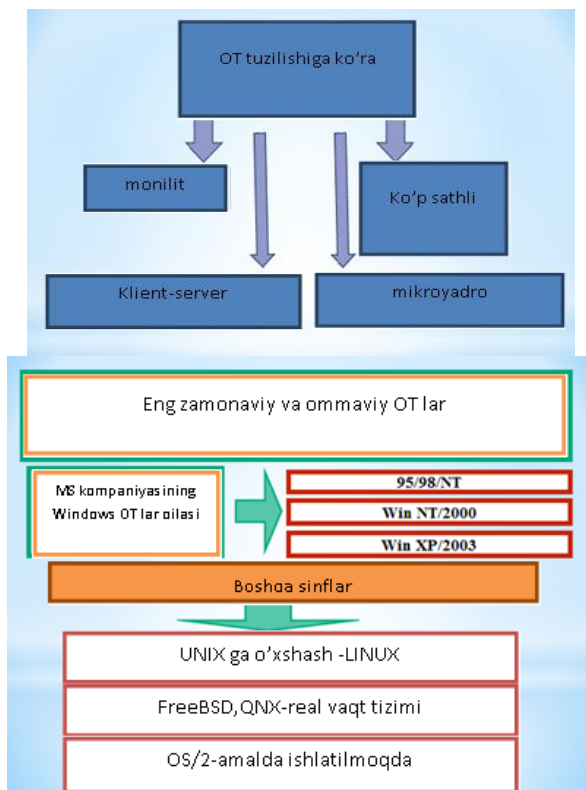 OT tuzilishiga ko’ra
monilit
Ko’p sathli
Klient-server
mikroyadro
Eng zamonaviy va ommaviy OT lar
MS kompaniyasining
Windows OT lar oilasi
95/98/NT
Win NT/2000
Win XP/2003
Boshqa sinflar
UNIX ga o’xshash -LINUX
FreeBSD,QNX-real vaqt tizimi
OS/2-amalda ishlatilmoqda